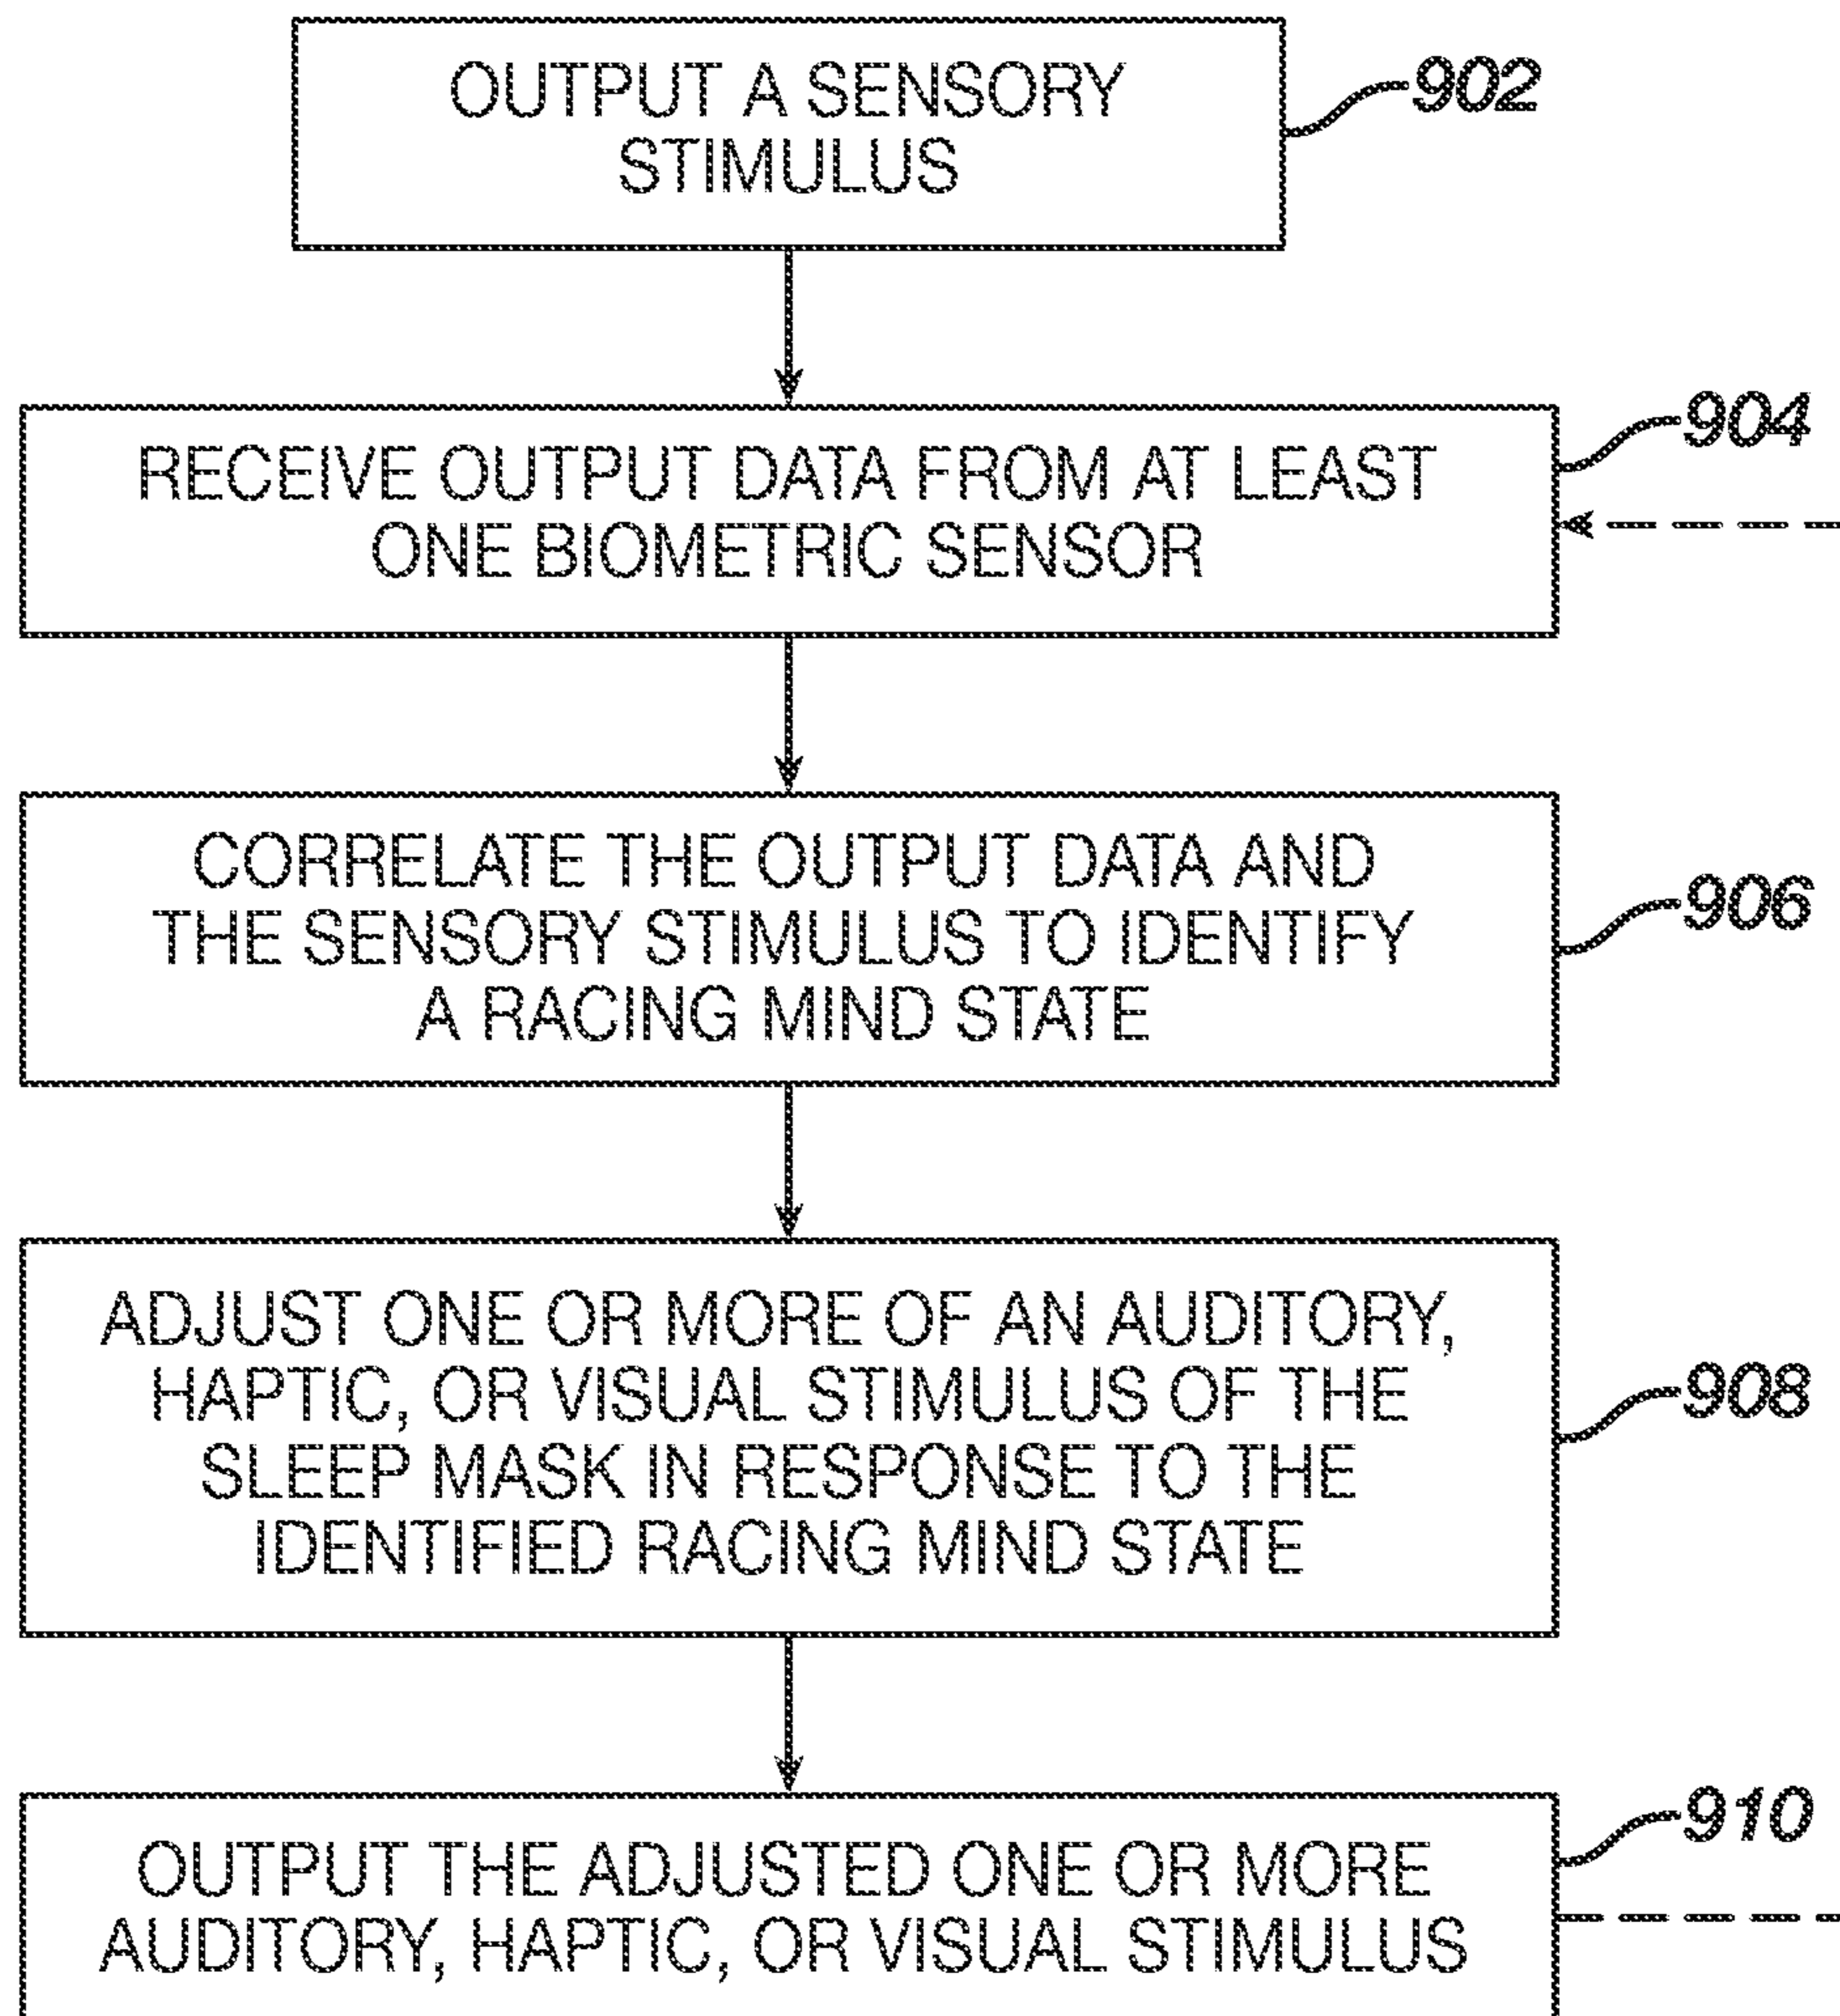 OUTPUT A SENSORY
STIMULUS
902
RECEIVE OUTPUT DATA FROM AT LEAST
ONE BIOMETRIC SENSOR
904
CORRELATE THE OUTPUT DATA AND
THE SENSORY STIMULUS TO IDENTIFY
A RACING MIND STATE
906
ADJUST ONE OR MORE OF AN AUDITORY,
HAPTIC, OR VISUAL STIMULUS OF THE
SLEEP MASK IN RESPONSE TO THE
IDENTIFIED RACING MIND STATE
908
OUTPUT THE ADJUSTED ONE OR MORE
AUDITORY, HAPTIC, OR VISUAL STIMULUS
910